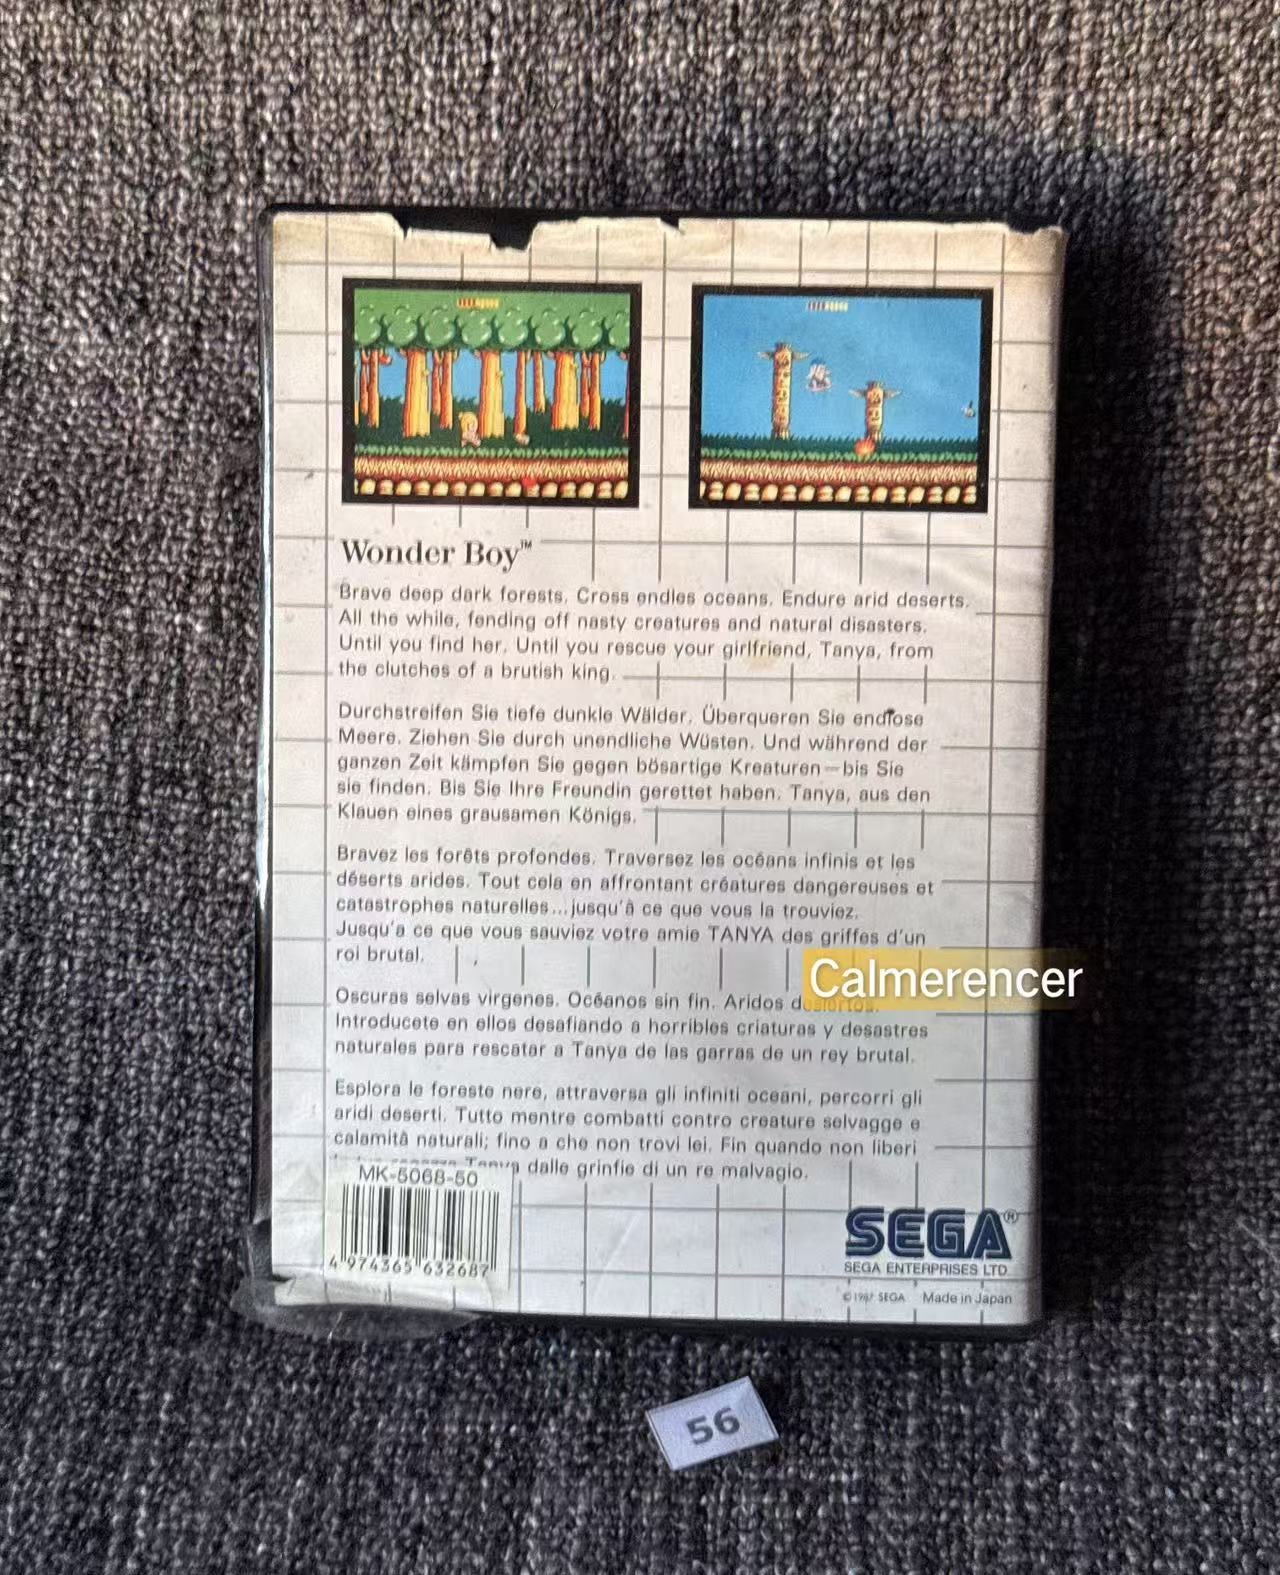 Wonder Boy™
Brave deep dark forests. Cross endles oceans. Endure arid deserts.
All the while, fending off nasty creatures and natural disasters.
Until you find her. Until you rescue your girlfriend, Tanya, from
the clutches of a brutish king.
Durchstreifen Sie tiefe dunkle Wälder. Überqueren Sie endlose
Meere. Ziehen Sie durch unendliche Wüsten. Und während der
ganzen Zeit kämpfen Sie gegen bösartige Kreaturen—bis Sie
sie finden. Bis Sie Ihre Freundin gerettet haben. Tanya, aus den
Klauen eines grausamen Königs.
Bravez les forêts profondes. Traversez les océans infinis et les
déserts arides. Tout cela en affrontant créatures dangereuses et
catastrophes naturelles...jusqu'à ce que vous la trouviez.
Jusqu'a ce que vous sauviez votre amie TANYA des griffes d'un
roi brutal.
Calmerencer
Oscuras selvas virgenes. Océanos sin fin. Aridos desiertos.
Introducete en ellos desafiando a horribles criaturas y desastres
naturales para rescatar a Tanya de las garras de un rey brutal.
Esplora le foreste nere, attraversa gli infiniti oceani, percorri gli
aridi deserti. Tutto mentre combatti contro creature selvagge e
calamità naturali; fino a che non trovi lei. Fin quando non liberi
Tanya dalle grinfie di un re malvagio.
MK-5068-50
4 974365 632687
SEGA®
SEGA ENTERPRISES LTD.
© 1987 SEGA Made in Japan
56